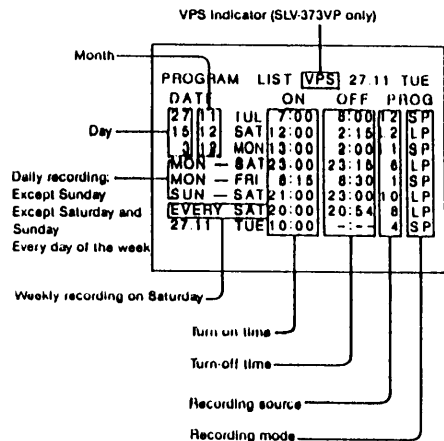 VPS Indicator (SLV-373VP only)
Month
PROGRAM LIST VPS 27.11 TUE
DATE ON OFF PROG
27 11 TUE 7:00 8:00 12 SP
Day
15 12 SAT 12:00 2:15 2 LP
3 2 MON 13:00 2:00 1 SP
MON – SAT 23:00 23:15 6 LP
Daily recording:
MON – FRI 8:15 8:30 1 SP
Except Sunday
SUN – SAT 21:00 23:00 10 LP
Except Saturday and
Sunday
EVERY SAT 20:00 20:54 8 LP
Every day of the week
27.11 TUE 10:00 -:-- 4 SP
Weekly recording on Saturday
Turn on time
Turn-off time
Recording source
Recording mode